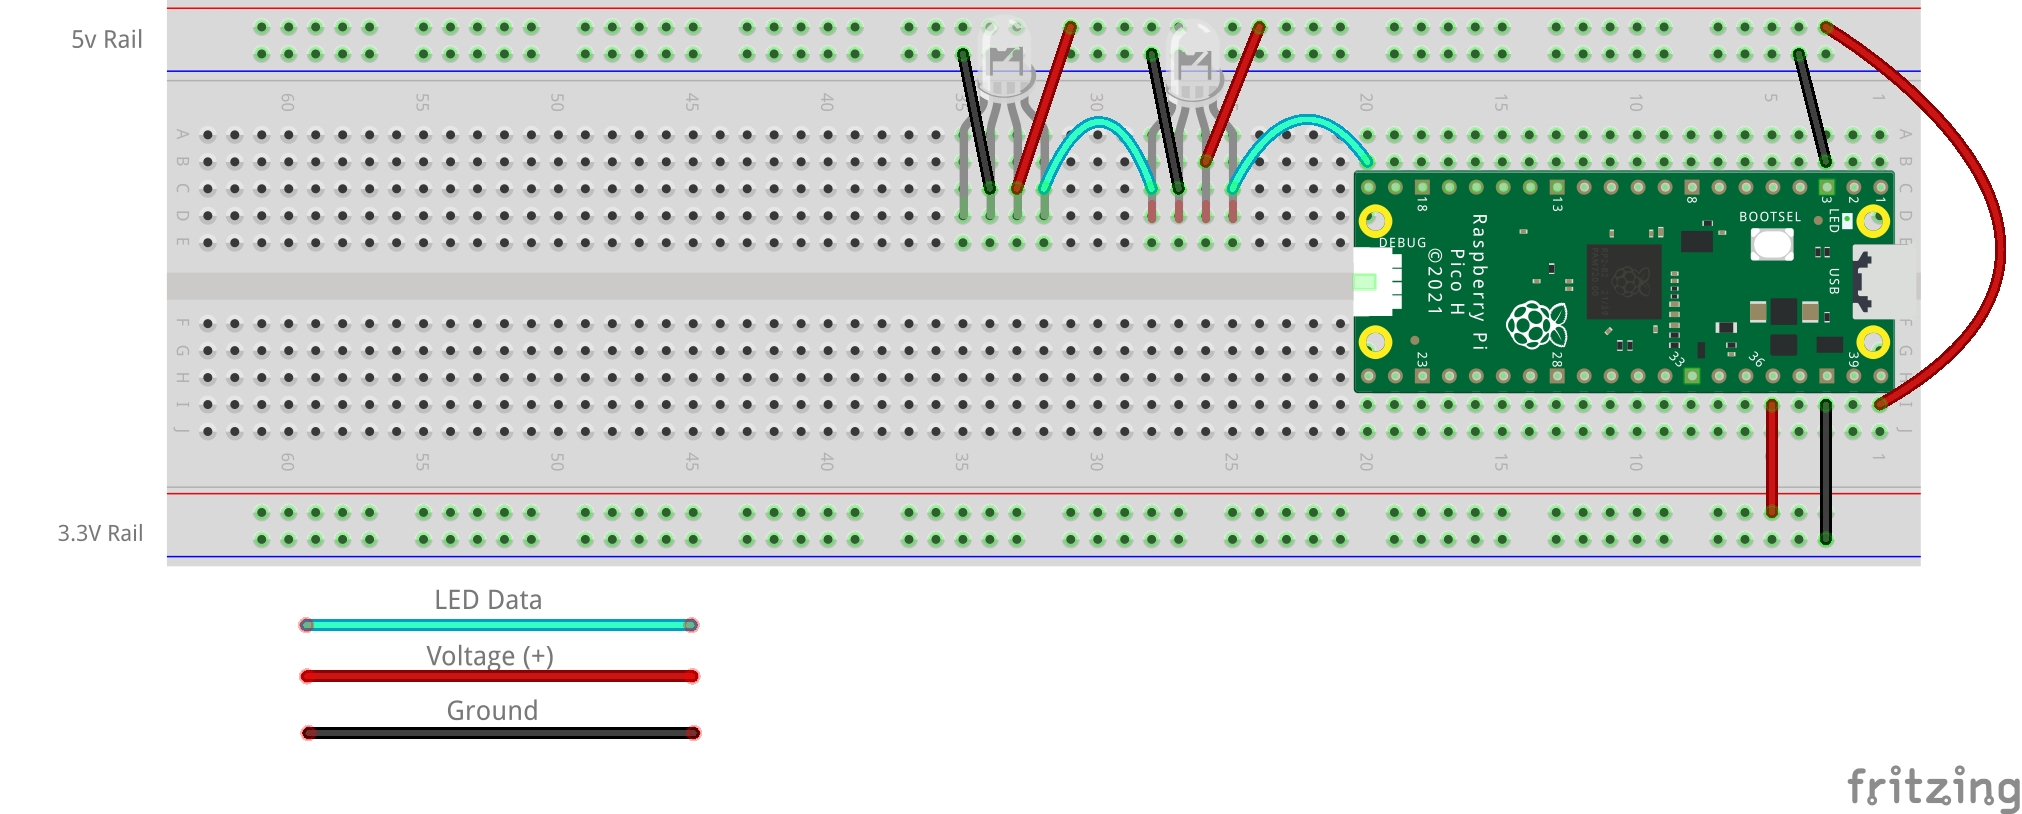 5v Rail
60 55 50 45 40 35 30 25 20 15 10 5 1
A A
B B
C C
D D
E E
18 13 8 3 2 1
BOOTSEL
LED
DEBUG
USB
Raspberry Pi
Pico H
©2021
23 28 33 36 39
F F
G G
H H
I I
J J
60 55 50 45 40 35 30 25 20 15 10 1
3.3V Rail
LED Data
Voltage (+)
Ground
fritzing